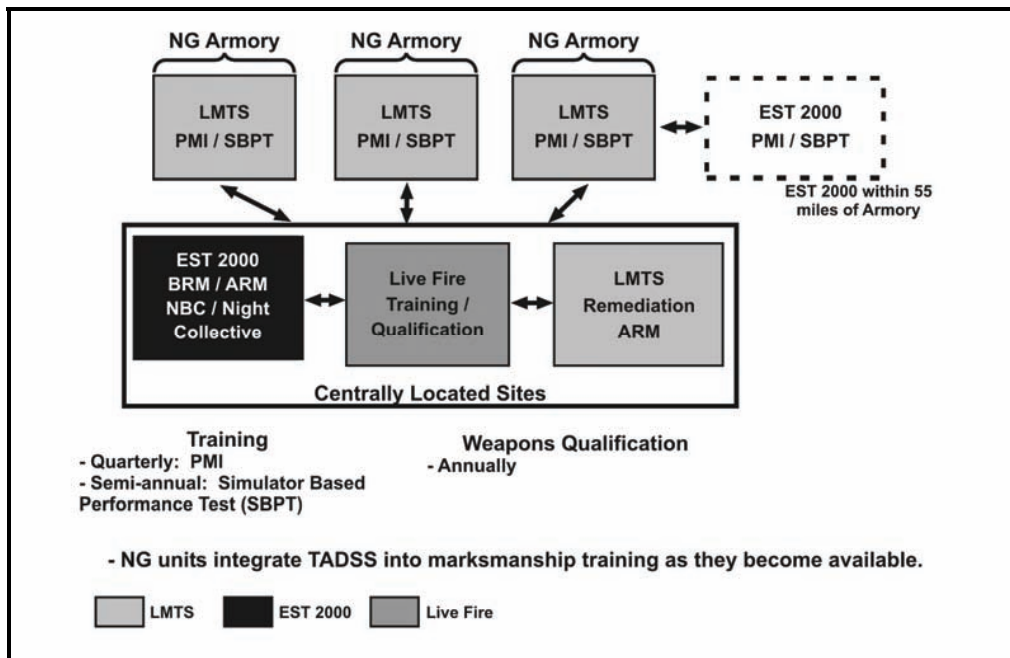 NG Armory
NG Armory
NG Armory
LMTS
PMI / SBPT
LMTS
PMI / SBPT
LMTS
PMI / SBPT
EST 2000
PMI / SBPT
EST 2000 within 55
miles of Armory
EST 2000
BRM / ARM
NBC / Night
Collective
Live Fire
Training /
Qualification
LMTS
Remediation
ARM
Centrally Located Sites
Training
- Quarterly: PMI
- Semi-annual: Simulator Based
Performance Test (SBPT)
Weapons Qualification
- Annually
- NG units integrate TADSS into marksmanship training as they become available.
LMTS
EST 2000
Live Fire